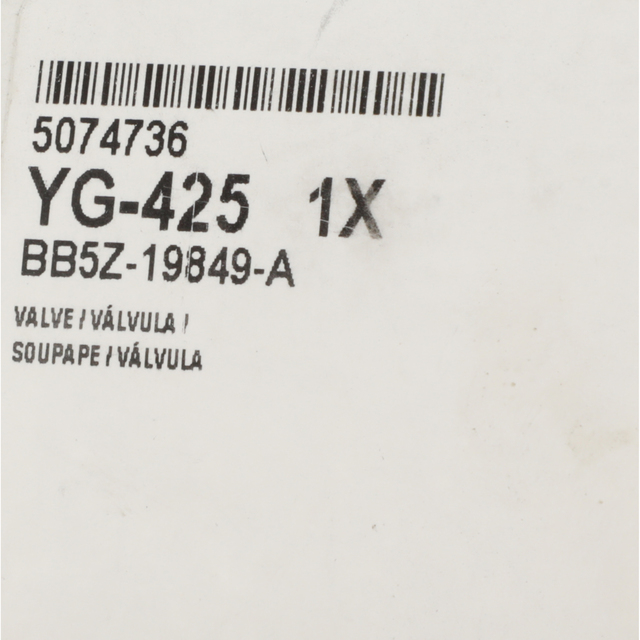 5074736
YG-425 1X
BB5Z-19849-A
VALVE / VÁLVULA /
SOUPAPE / VÁLVULA